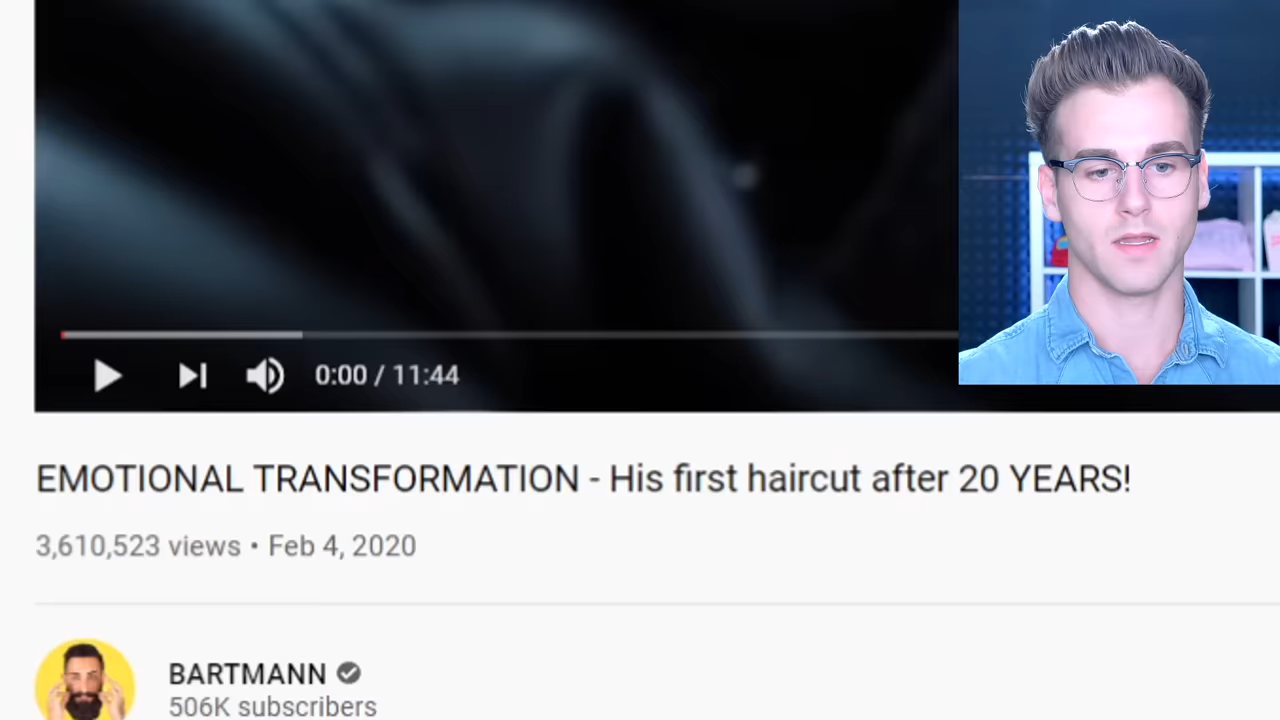 0:00 / 11:44
EMOTIONAL TRANSFORMATION - His first haircut after 20 YEARS!
3,610,523 views • Feb 4, 2020
BARTMANN
506K subscribers